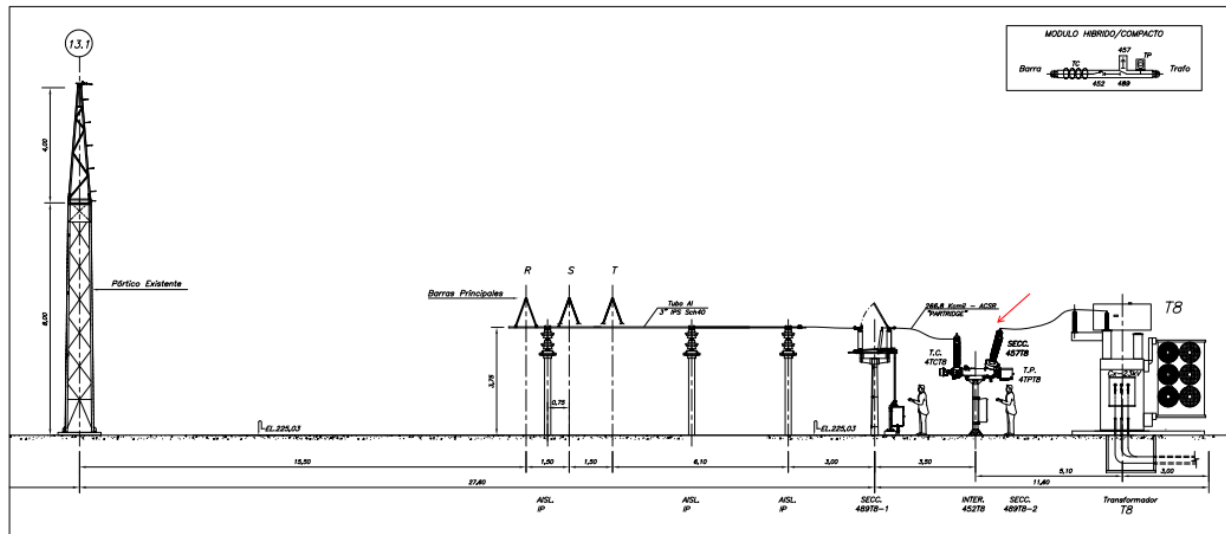 13.1
MODULO HIBRIDO/COMPACTO
457
TC
TP
Barra
Trafo
452
489
4,00
8,00
Pórtico Existente
R
S
T
Barras Principales
Tubo Al
3" IPS Sch40
266,8 Kcmil - ACSR
"PARTRIDGE"
T8
T.C.
4TCT8
SECC.
457T8
T.P.
4TPT8
Cx-23kV
3,75
0,75
EL.225,03
EL.225,03
15,50
1,50
1,50
6,10
3,00
3,50
5,10
3,00
27,60
11,60
AISL.
IP
AISL.
IP
AISL.
IP
SECC.
489T8-1
INTER.
452T8
SECC.
489T8-2
Transformador
T8